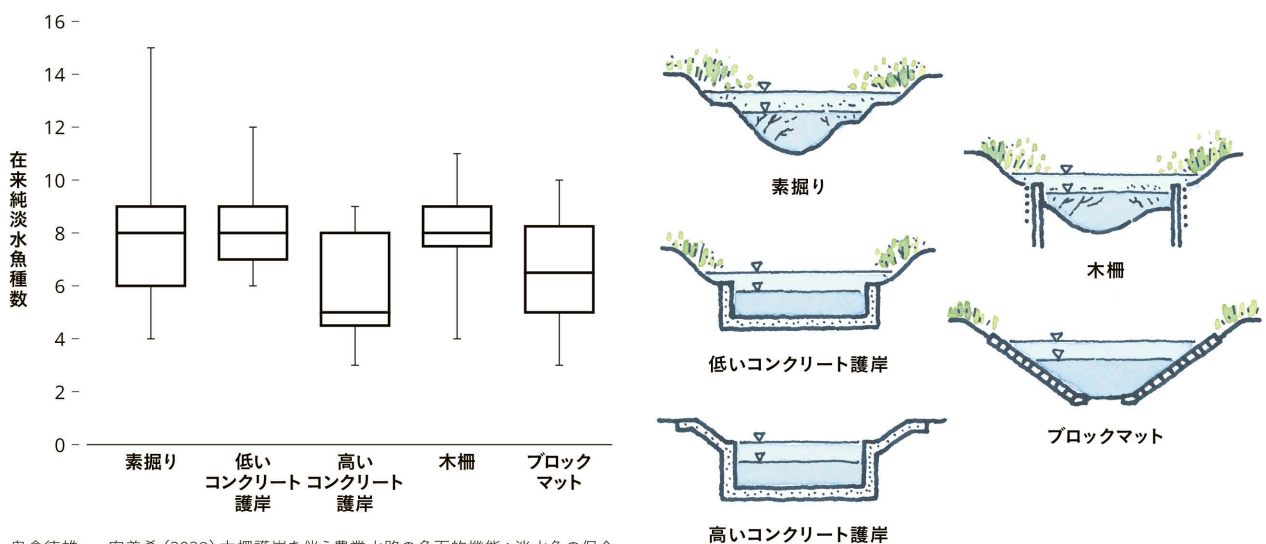 16
14
12
10
8
6
4
2
0
在来純淡水魚種数
素掘り
低い
コンクリート
護岸
高い
コンクリート
護岸
木柵
ブロック
マット
素掘り
木柵
低いコンクリート護岸
ブロックマット
高いコンクリート護岸